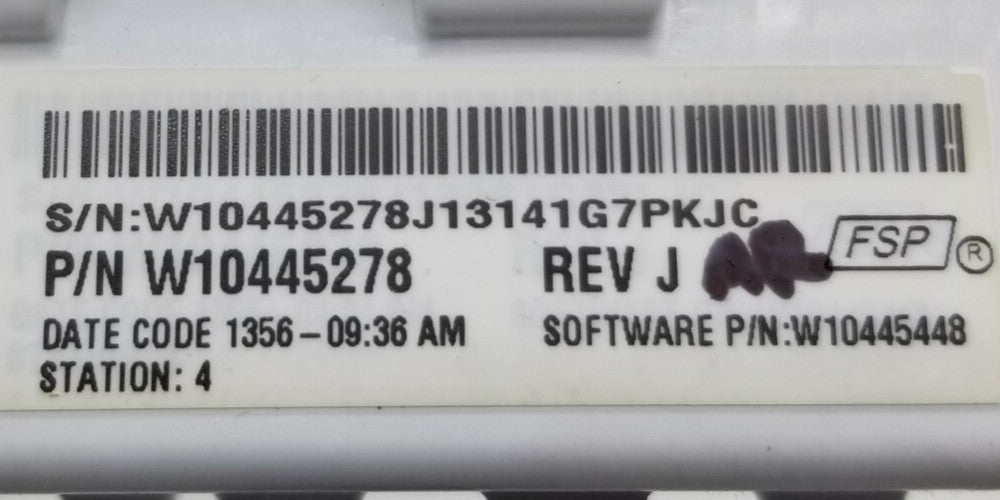 S/N:W10445278J13141G7PKJC
P/N W10445278 REV J FSP ®
DATE CODE 1356-09:36 AM SOFTWARE P/N:W10445448
STATION: 4